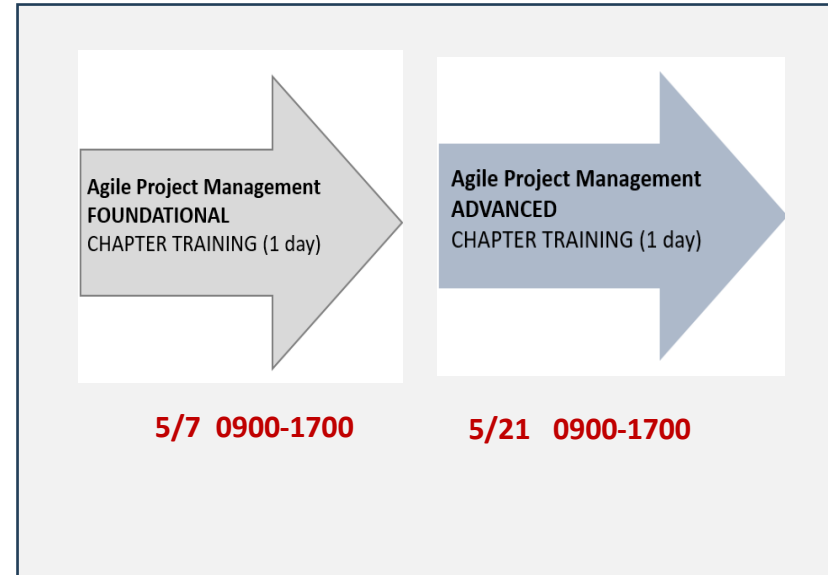 Agile Project Management
FOUNDATIONAL
CHAPTER TRAINING (1 day)
Agile Project Management
ADVANCED
CHAPTER TRAINING (1 day)
5/7 0900-1700
5/21 0900-1700